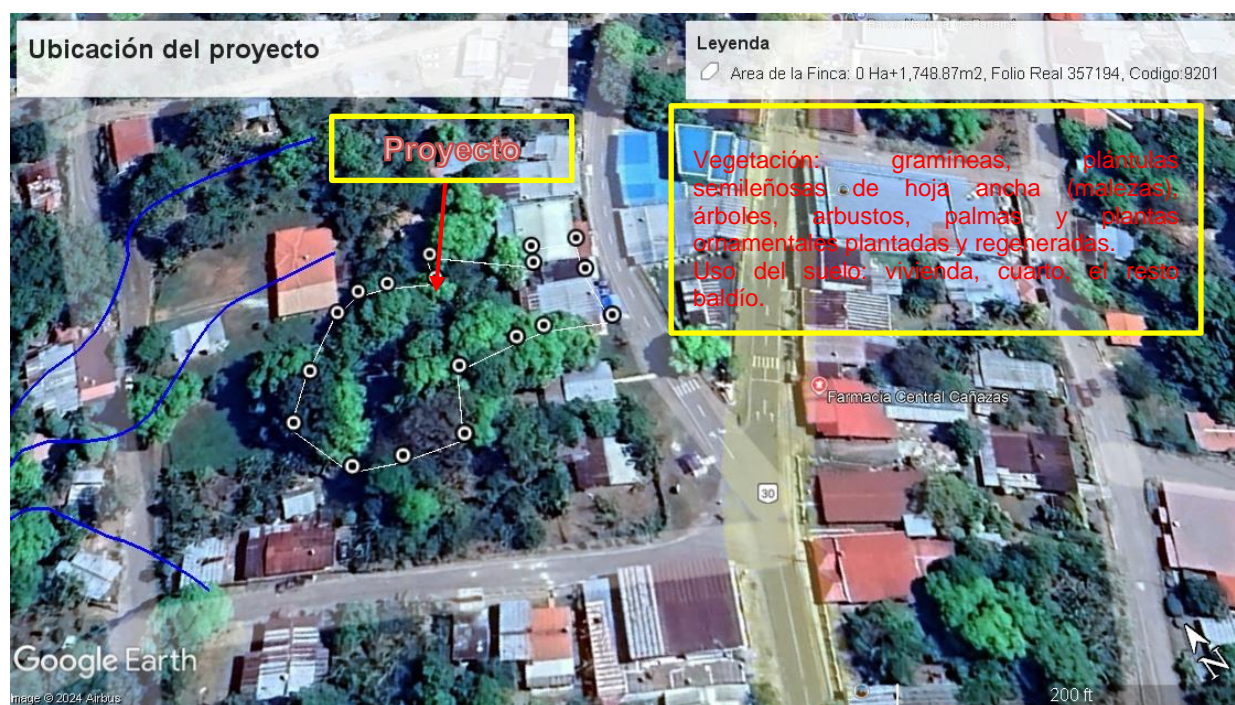 Ubicación del proyecto
Leyenda
Area de la Finca: 0 Ha+1,748.87m2, Folio Real 357194, Codigo:9201
Proyecto
Vegetación: gramíneas, plántulas
semileñosas de hoja ancha (malezas),
árboles, arbustos, palmas y plantas
ornamentales plantadas y regeneradas.
Uso del suelo: vivienda, cuarto, el resto
baldío.
Farmacia Central Cañazas
30
Google Earth
Image © 2024 Airbus
200 ft
N